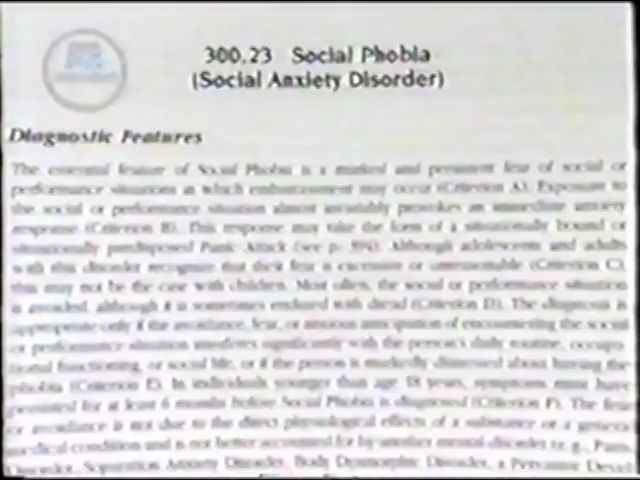 300.23 Social Phobia
(Social Anxiety Disorder)
Diagnostic Features
The essential feature of Social Phobia is a marked and persistent fear of social or
performance situations in which embarrassment may occur (Criterion A). Exposure to
the social or performance situation almost invariably provokes an immediate anxiety
response (Criterion B). This response may take the form of a situationally bound or
situationally predisposed Panic Attack (see p. 394). Although adolescents and adults
with this disorder recognize that their fear is excessive or unreasonable (Criterion C),
this may not be the case with children. Most often, the social or performance situation
is avoided, although it is sometimes endured with dread (Criterion D). The diagnosis is
appropriate only if the avoidance, fear, or anxious anticipation of encountering the social
or performance situation interferes significantly with the person's daily routine, occupa-
tional functioning, or social life, or if the person is markedly distressed about having the
phobia (Criterion E). In individuals younger than age 18 years, symptoms must have
persisted for at least 6 months before Social Phobia is diagnosed (Criterion F). The fear
or avoidance is not due to the direct physiological effects of a substance or a general
medical condition and is not better accounted for by another mental disorder (e.g., Panic
Disorder, Separation Anxiety Disorder, Body Dysmorphic Disorder, a Pervasive Devel